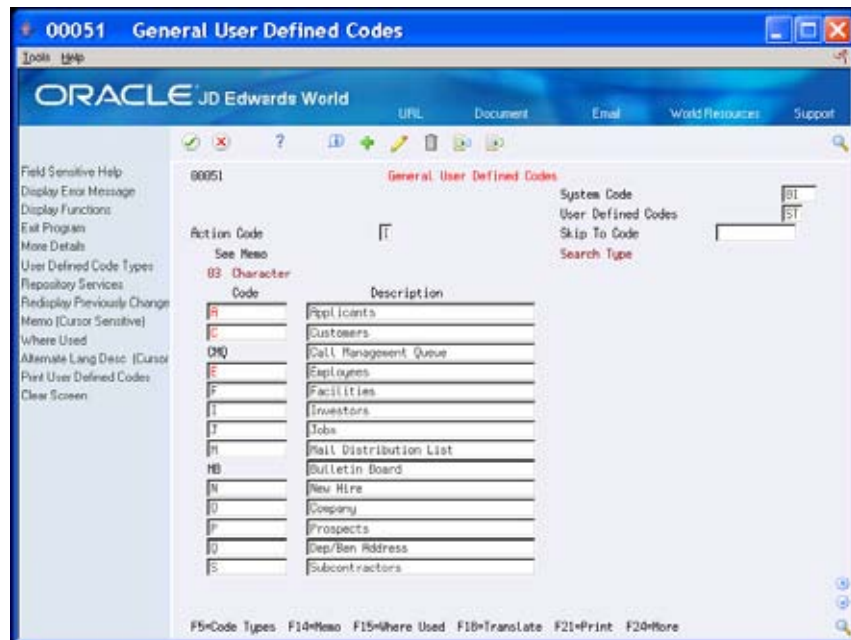 00051 General User Defined Codes
Tools Help
ORACLE JD Edwards World
URL Document Email World Resources Support
Field Sensitive Help
Display Error Message
Display Functions
Exit Program
More Details
User Defined Code Types
Repository Services
Redisplay Previously Change
Memo (Cursor Sensitive)
Where Used
Alternate Lang Desc (Cursor
Print User Defined Codes
Clear Screen
00051 General User Defined Codes
System Code 01
User Defined Codes ST
Action Code I Skip To Code
See Memo Search Type
03 Character
Code Description
A Applicants
C Customers
CMQ Call Management Queue
E Employees
F Facilities
I Investors
J Jobs
M Mail Distribution List
MB Bulletin Board
N New Hire
O Company
P Prospects
Q Dep/Ben Address
S Subcontractors
F5=Code Types F14=Memo F15=Where Used F18=Translate F21=Print F24=More